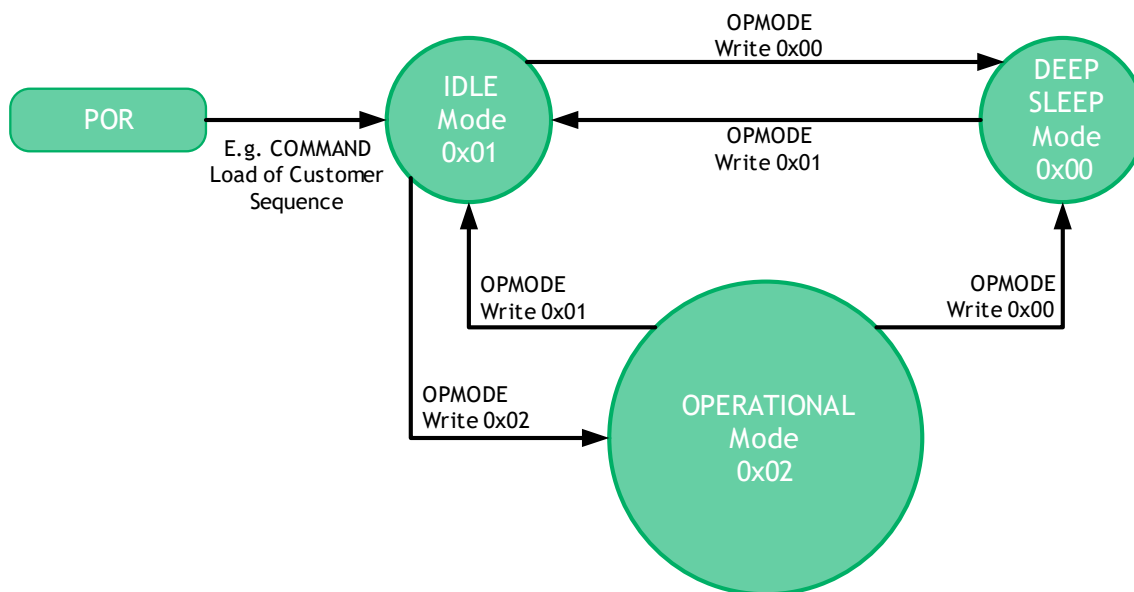 OPMODE
Write 0x00
IDLE
Mode
0x01
DEEP
SLEEP
Mode
0x00
POR
E.g. COMMAND
Load of Customer
Sequence
OPMODE
Write 0x01
OPMODE
Write 0x01
OPMODE
Write 0x00
OPMODE
Write 0x02
OPERATIONAL
Mode
0x02